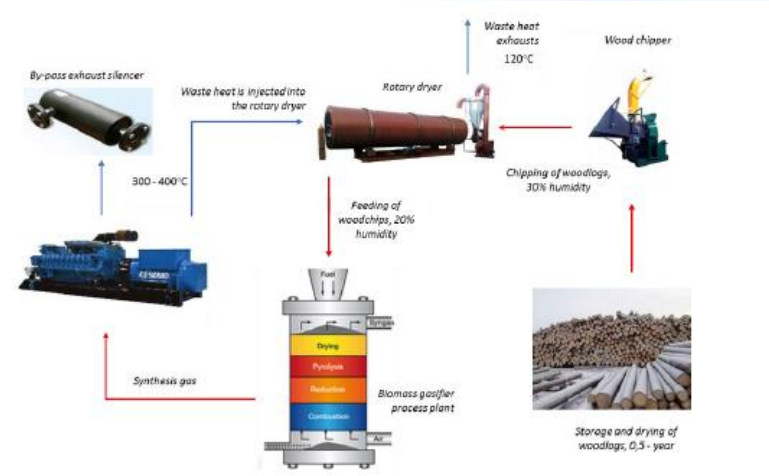 Waste heat
exhausts
120°C
Wood chipper
By-pass exhaust silencer
Waste heat is injected into
the rotary dryer
Rotary dryer
300 - 400°C
Chipping of woodlogs,
30% humidity
Feeding of
woodchips, 20%
humidity
Fuel
Syngas
Drying
Pyrolysis
Reduction
Combustion
Air
Synthesis gas
Biomass gasifier
process plant
Storage and drying of
woodlogs, 0,5 - year